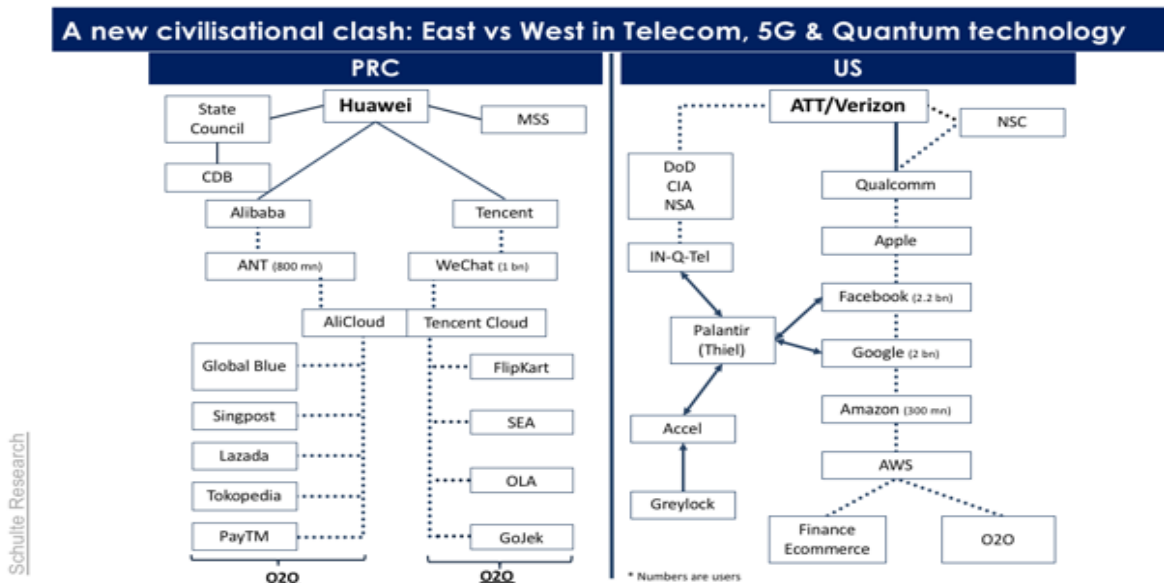 A new civilisational clash: East vs West in Telecom, 5G & Quantum technology
PRC
State
Council
Huawei
MSS
CDB
Alibaba
Tencent
ANT (800 mn)
WeChat (1 bn)
AliCloud
Tencent Cloud
Global Blue
FlipKart
Singpost
SEA
Lazada
Tokopedia
OLA
PayTM
GoJek
O2O
O2O
US
ATT/Verizon
NSC
DoD
CIA
NSA
Qualcomm
IN-Q-Tel
Apple
Facebook (2.2 bn)
Palantir
(Thiel)
Google (2 bn)
Accel
Amazon (300 mn)
AWS
Greylock
Finance
Ecommerce
O2O
* Numbers are users
Schulte Research